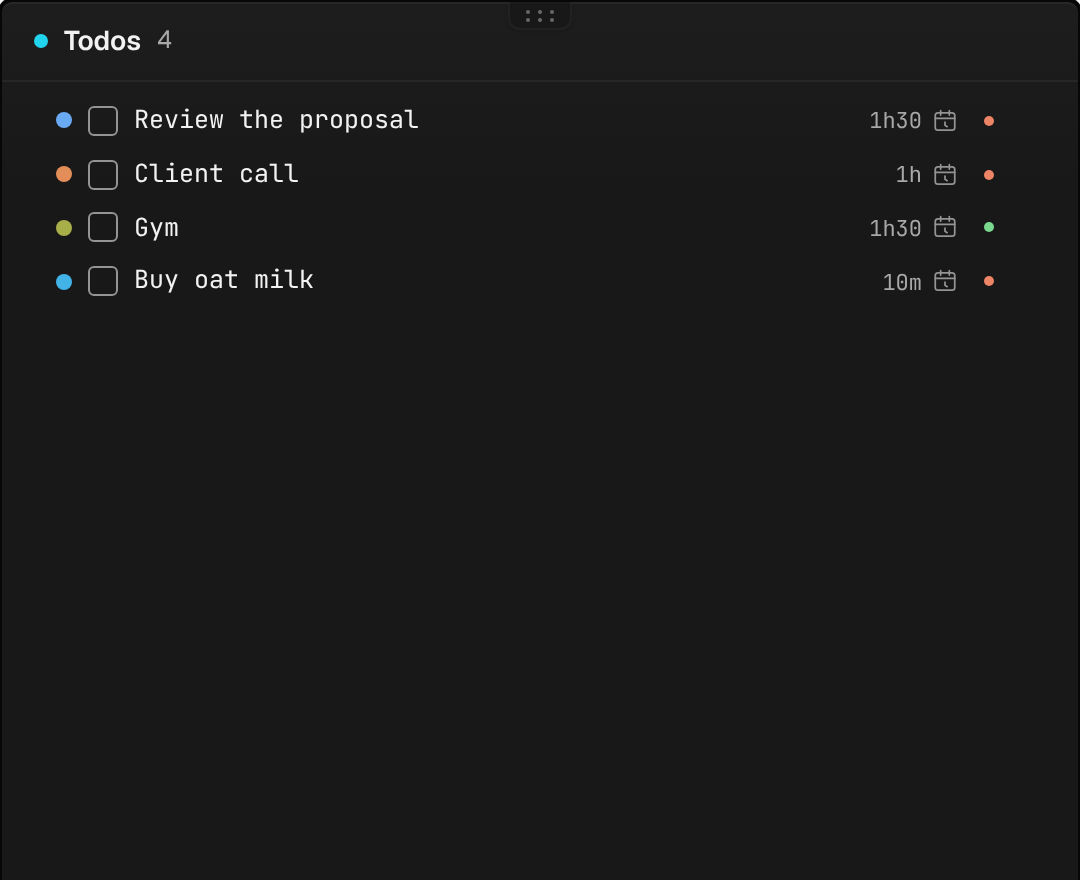 Todos 4
Review the proposal 1h30
Client call 1h
Gym 1h30
Buy oat milk 10m